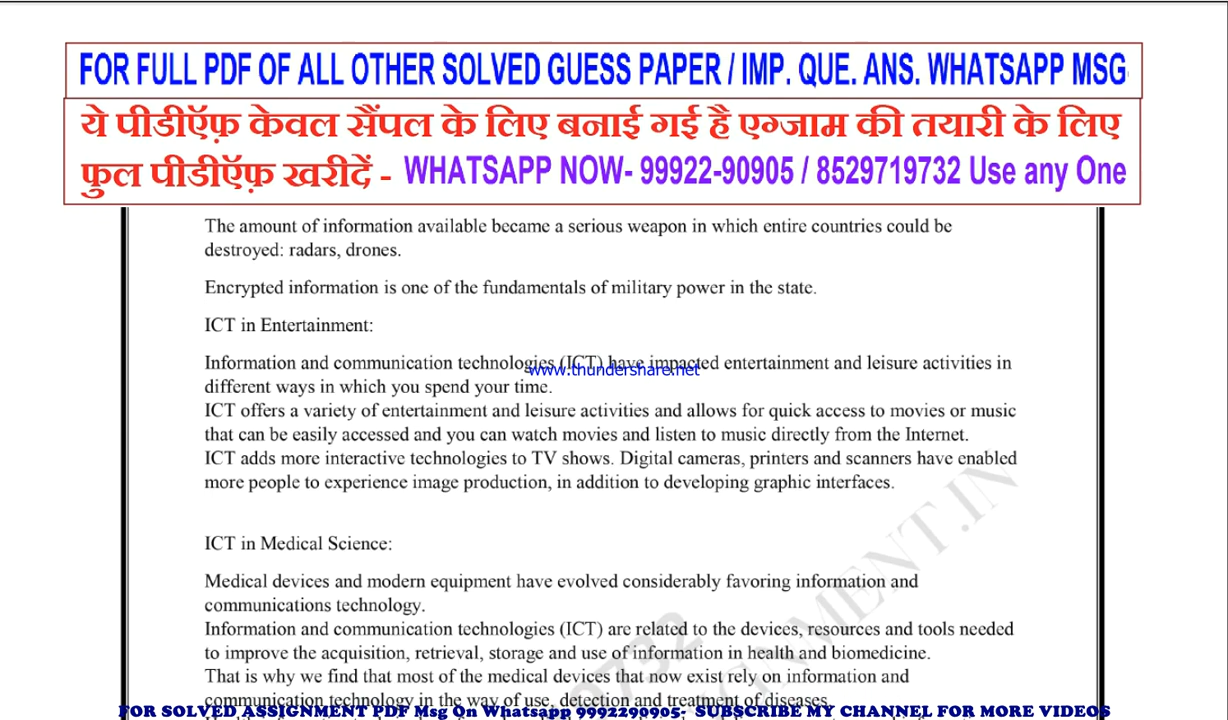 FOR FULL PDF OF ALL OTHER SOLVED GUESS PAPER / IMP. QUE. ANS. WHATSAPP MSG
ये पीडीऍफ़ केवल सैंपल के लिए बनाई गई है एग्जाम की तयारी के लिए
फुल पीडीऍफ़ खरीदें - WHATSAPP NOW- 99922-90905 / 8529719732 Use any One
The amount of information available became a serious weapon in which entire countries could be
destroyed: radars, drones.
Encrypted information is one of the fundamentals of military power in the state.
ICT in Entertainment:
Information and communication technologies (ICT) have impacted entertainment and leisure activities in
www.thundershare.net
different ways in which you spend your time.
ICT offers a variety of entertainment and leisure activities and allows for quick access to movies or music
that can be easily accessed and you can watch movies and listen to music directly from the Internet.
ICT adds more interactive technologies to TV shows. Digital cameras, printers and scanners have enabled
more people to experience image production, in addition to developing graphic interfaces.
ICT in Medical Science:
Medical devices and modern equipment have evolved considerably favoring information and
communications technology.
Information and communication technologies (ICT) are related to the devices, resources and tools needed
to improve the acquisition, retrieval, storage and use of information in health and biomedicine.
That is why we find that most of the medical devices that now exist rely on information and
communication technology in the way of use, detection and treatment of diseases.
FOR SOLVED ASSIGNMENT PDF Msg On Whatsapp 9992290905- SUBSCRIBE MY CHANNEL FOR MORE VIDEOS